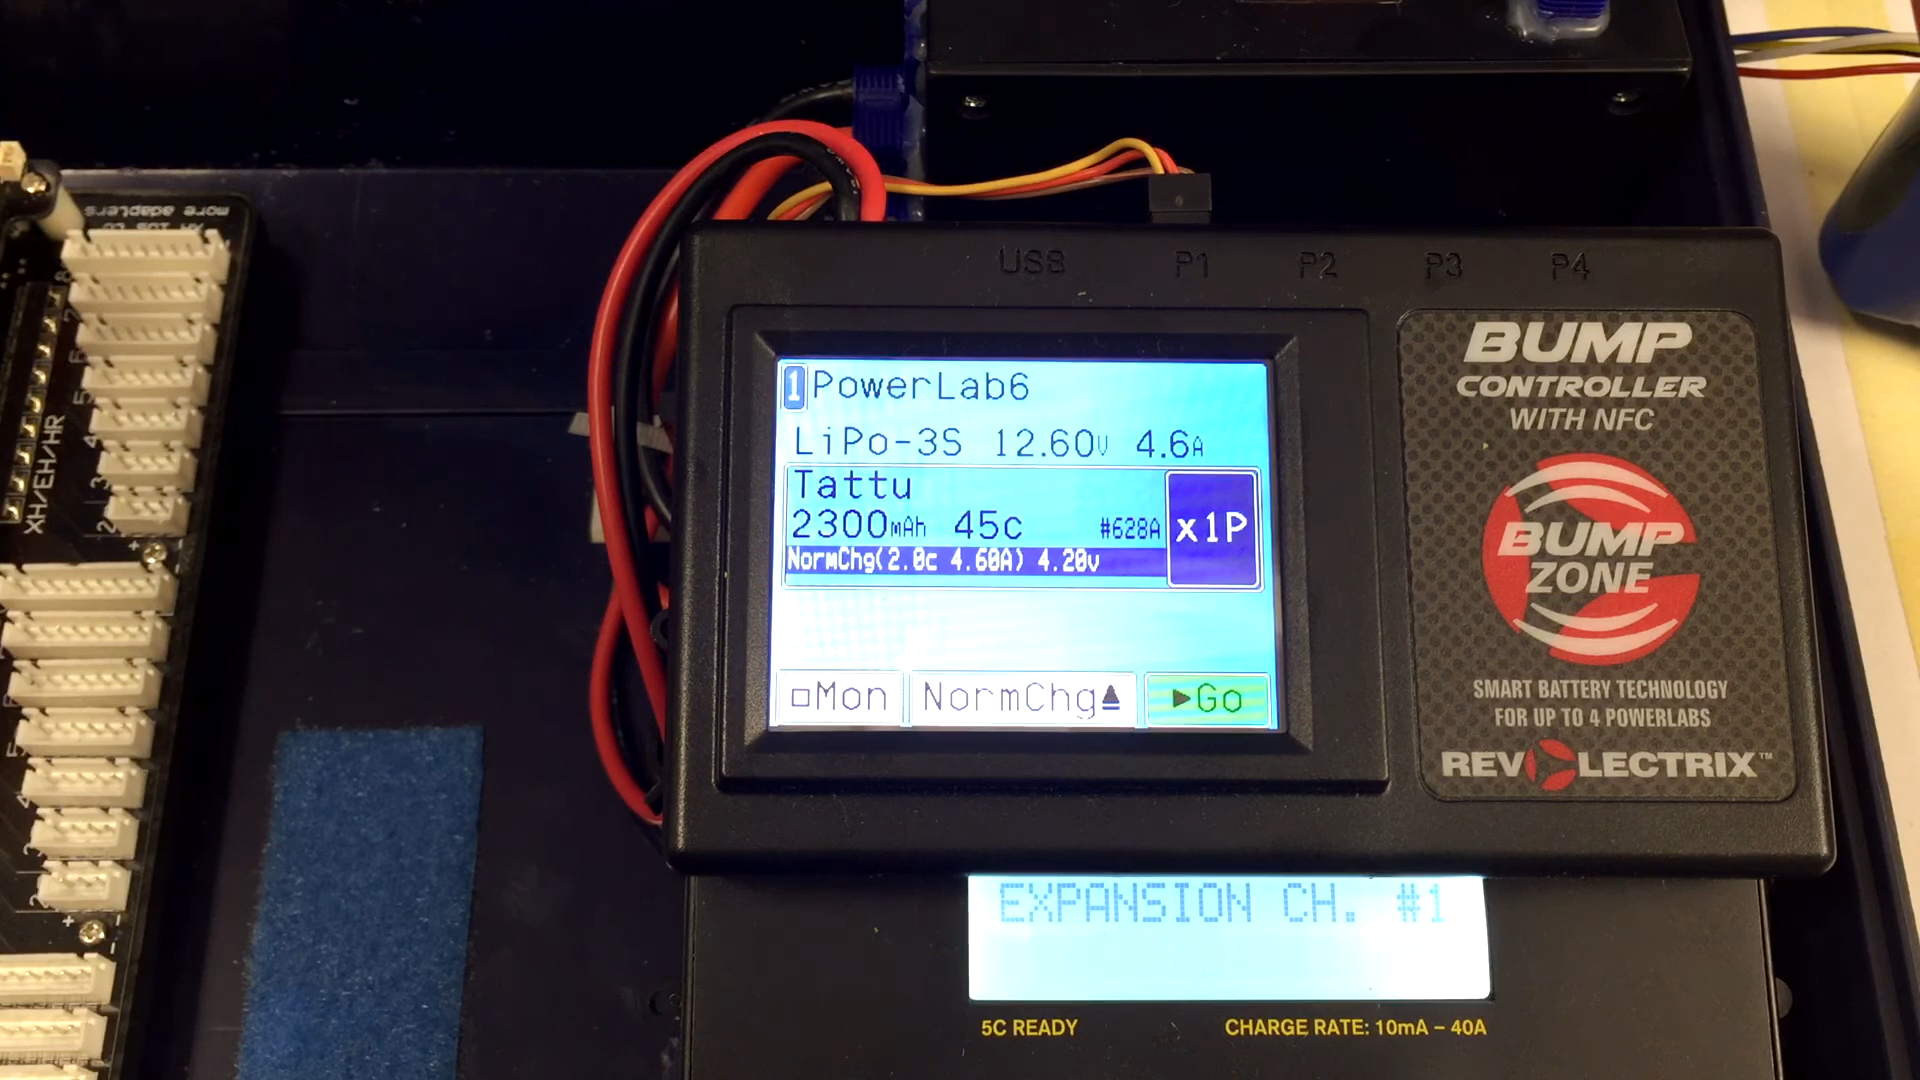 more adapters
XH/EH/HR
USB P1 P2 P3 P4
1 PowerLab6
LiPo-3S 12.60V 4.6A
Tattu
2300mAh 45c #628A
x1P
NormChg(2.0c 4.60A) 4.20v
Mon NormChg Go
BUMP
CONTROLLER
WITH NFC
BUMP
ZONE
SMART BATTERY TECHNOLOGY
FOR UP TO 4 POWERLABS
REVOLECTRIX™
EXPANSION CH. #1
5C READY CHARGE RATE: 10mA – 40A